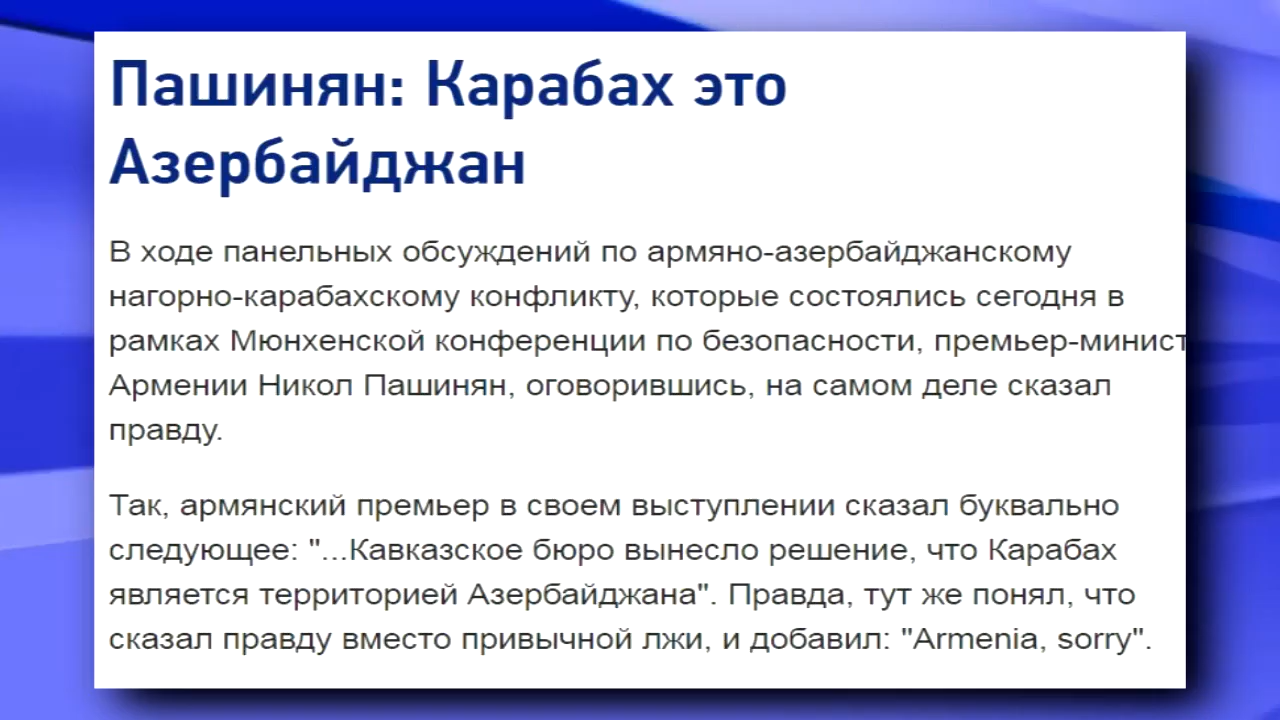 Пашинян: Карабах это
Азербайджан
В ходе панельных обсуждений по армяно-азербайджанскому
нагорно-карабахскому конфликту, которые состоялись сегодня в
рамках Мюнхенской конференции по безопасности, премьер-минист
Армении Никол Пашинян, оговорившись, на самом деле сказал
правду.
Так, армянский премьер в своем выступлении сказал буквально
следующее: "...Кавказское бюро вынесло решение, что Карабах
является территорией Азербайджана". Правда, тут же понял, что
сказал правду вместо привычной лжи, и добавил: "Armenia, sorry".